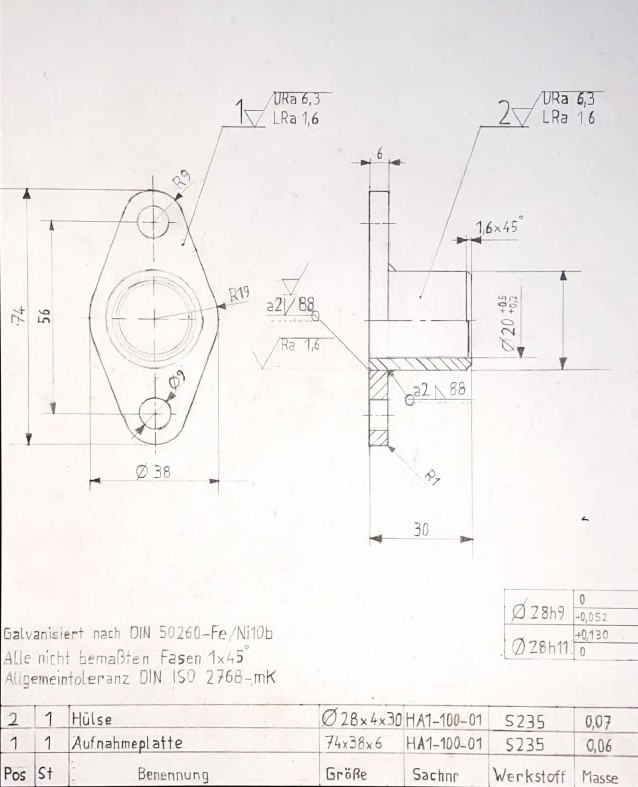 1 URa 6,3
LRa 1,6
2 URa 6,3
LRa 1,6
6
1,6x45°
R9
R19
a2 88
Ra 1,6
74
56
Ø9
Ø20 +0,5 +0,2
a2 88
Ø 38
R1
30
Ø28h9 0 -0,052
Ø28h11 +0,130 0
Galvanisiert nach DIN 50260-Fe/Ni10b
Alle nicht bemaßten Fasen 1x45°
Allgemeintoleranz DIN ISO 2768-mK
2 1 Hülse Ø28x4x30 HA1-100-01 S235 0,07
1 1 Aufnahmeplatte 74x38x6 HA1-100-01 S235 0,06
Pos St Benennung Größe Sachnr Werkstoff Masse